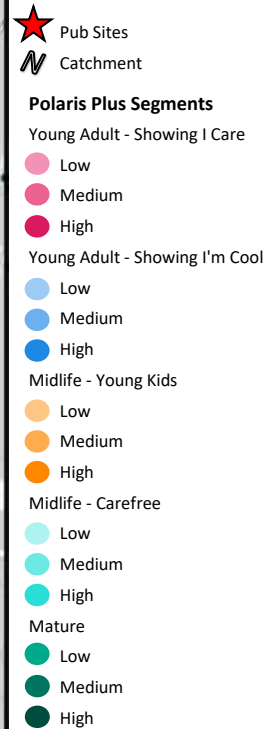 Pub Sites
Catchment
Polaris Plus Segments
Young Adult - Showing I Care
Low
Medium
High
Young Adult - Showing I'm Cool
Low
Medium
High
Midlife - Young Kids
Low
Medium
High
Midlife - Carefree
Low
Medium
High
Mature
Low
Medium
High